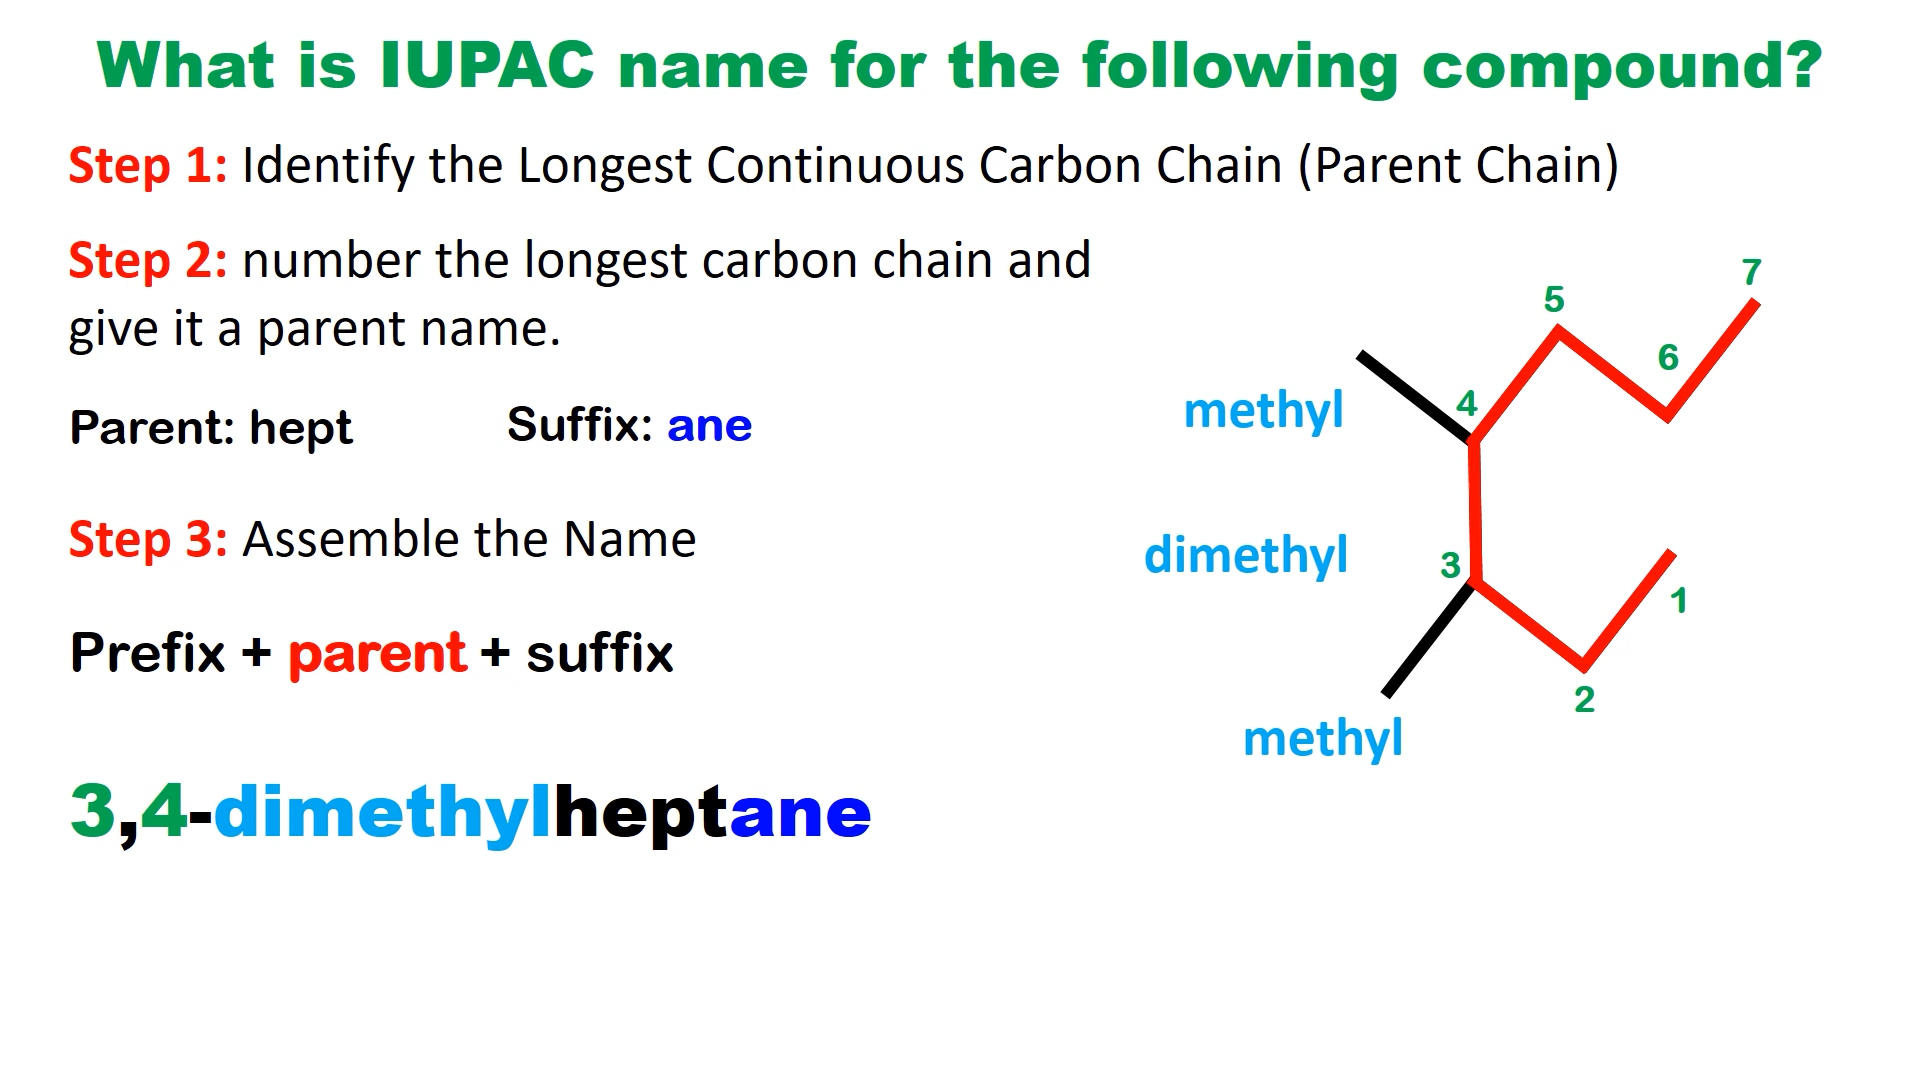 What is IUPAC name for the following compound?
Step 1: Identify the Longest Continuous Carbon Chain (Parent Chain)
Step 2: number the longest carbon chain and
give it a parent name.
Parent: hept
Suffix: ane
Step 3: Assemble the Name
Prefix + parent + suffix
3,4-dimethylheptane
7
5
6
4
methyl
dimethyl
3
1
2
methyl